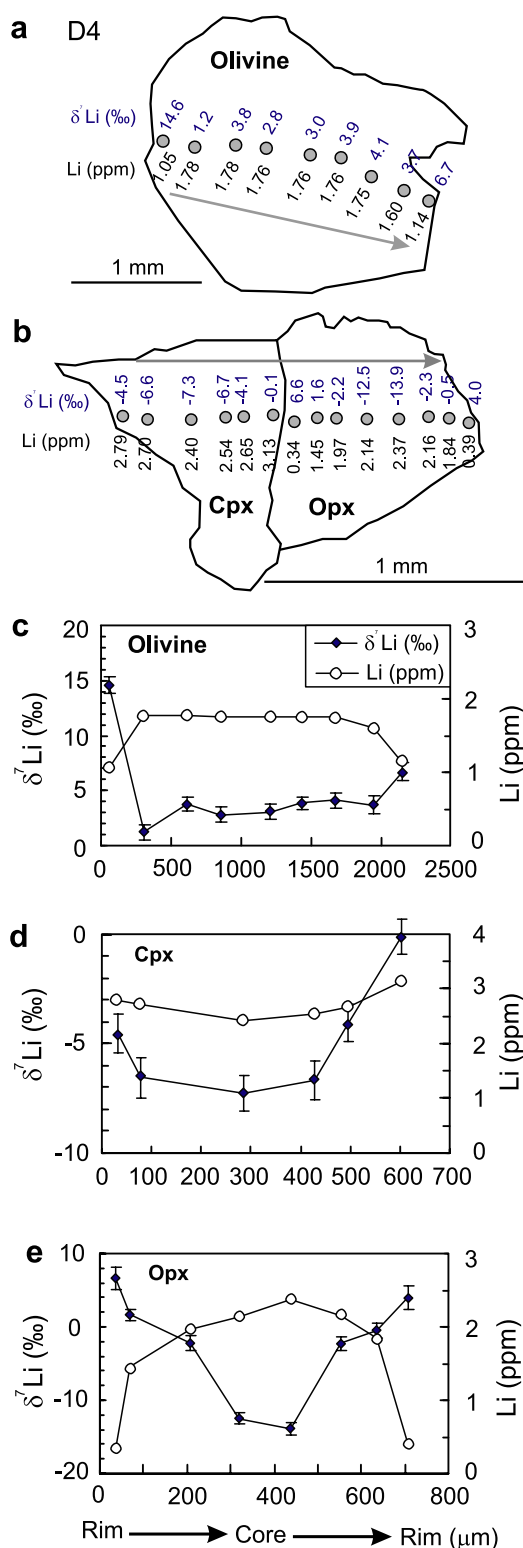 a D4
Olivine
δ⁷Li (‰) 14.6 1.2 3.8 2.8 3.0 3.9 4.1 3.7 6.7
Li (ppm) 1.05 1.78 1.78 1.76 1.76 1.76 1.75 1.60 1.14
1 mm
b
δ⁷Li (‰) -4.5 -6.6 -7.3 -6.7 -4.1 -0.1 6.6 1.6 -2.2 -12.5 -13.9 -2.3 -0.5 4.0
Li (ppm) 2.79 2.70 2.40 2.54 2.65 3.13 0.34 1.45 1.97 2.14 2.37 2.16 1.84 0.39
Cpx Opx
1 mm
c
Olivine
δ⁷Li (‰)
Li (ppm)
20 15 10 5 0
δ⁷Li (‰)
3 2 1 0
Li (ppm)
0 500 1000 1500 2000 2500
d
Cpx
0 -5 -10
δ⁷Li (‰)
4 3 2 1 0
Li (ppm)
0 100 200 300 400 500 600 700
e
Opx
10 0 -10 -20
δ⁷Li (‰)
3 2 1 0
Li (ppm)
0 200 400 600 800
Rim Core Rim (μm)